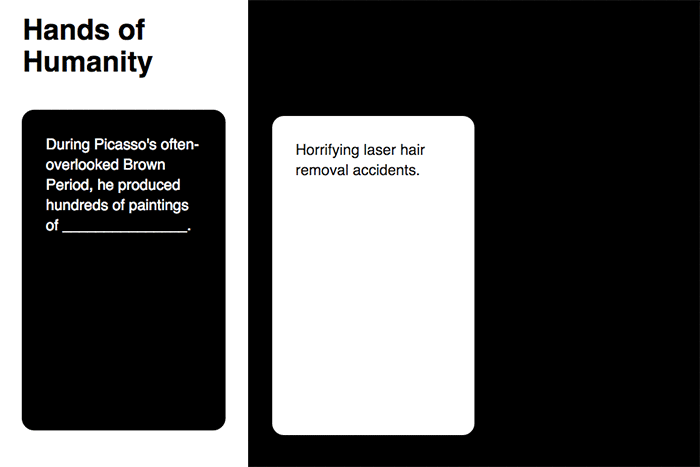 Hands of
Humanity
During Picasso's often-
overlooked Brown
Period, he produced
hundreds of paintings
of _______________.
Horrifying laser hair
removal accidents.